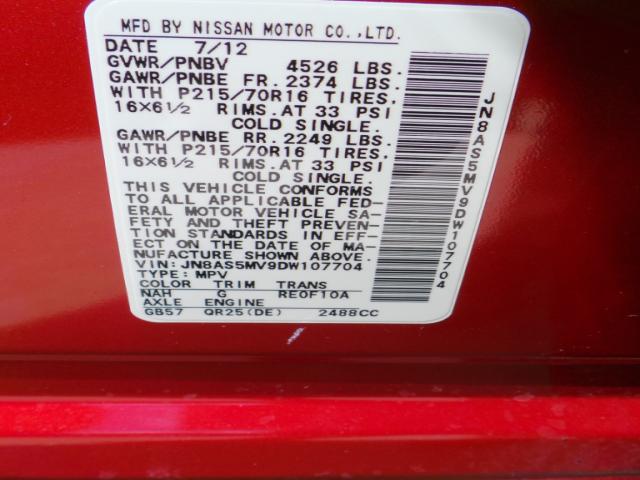 MFD BY NISSAN MOTOR CO.,LTD.
DATE 7/12
GVWR/PNBV 4526 LBS.
GAWR/PNBE FR. 2374 LBS.
WITH P215/70R16 TIRES,
16X6½ RIMS.AT 33 PSI
COLD SINGLE.
GAWR/PNBE RR. 2249 LBS.
WITH P215/70R16 TIRES,
16X6½ RIMS.AT 33 PSI
COLD SINGLE.
THIS VEHICLE CONFORMS
TO ALL APPLICABLE FED-
ERAL MOTOR VEHICLE SA-
FETY AND THEFT PREVEN-
TION STANDARDS IN EFF-
ECT ON THE DATE OF MA-
NUFACTURE SHOWN ABOVE.
VIN: JN8AS5MV9DW107704
TYPE: MPV
COLOR TRIM TRANS
NAH G RE0F10A
AXLE ENGINE
GB57 QR25(DE) 2488CC
JN8AS5MV9DW107704